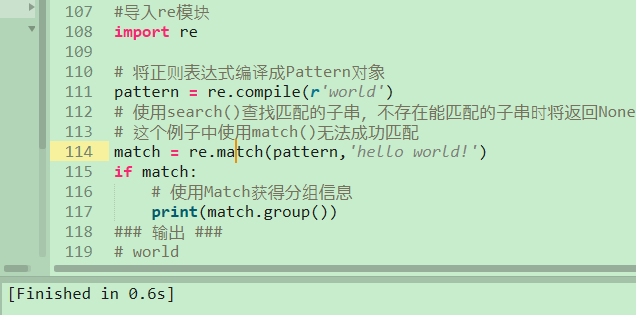 107 #导入re模块
108 import re
109
110 # 将正则表达式编译成Pattern对象
111 pattern = re.compile(r'world')
112 # 使用search()查找匹配的子串，不存在能匹配的子串时将返回None
113 # 这个例子中使用match()无法成功匹配
114 match = re.match(pattern,'hello world!')
115 if match:
116     # 使用Match获得分组信息
117     print(match.group())
118 ### 输出 ###
119 # world
[Finished in 0.6s]